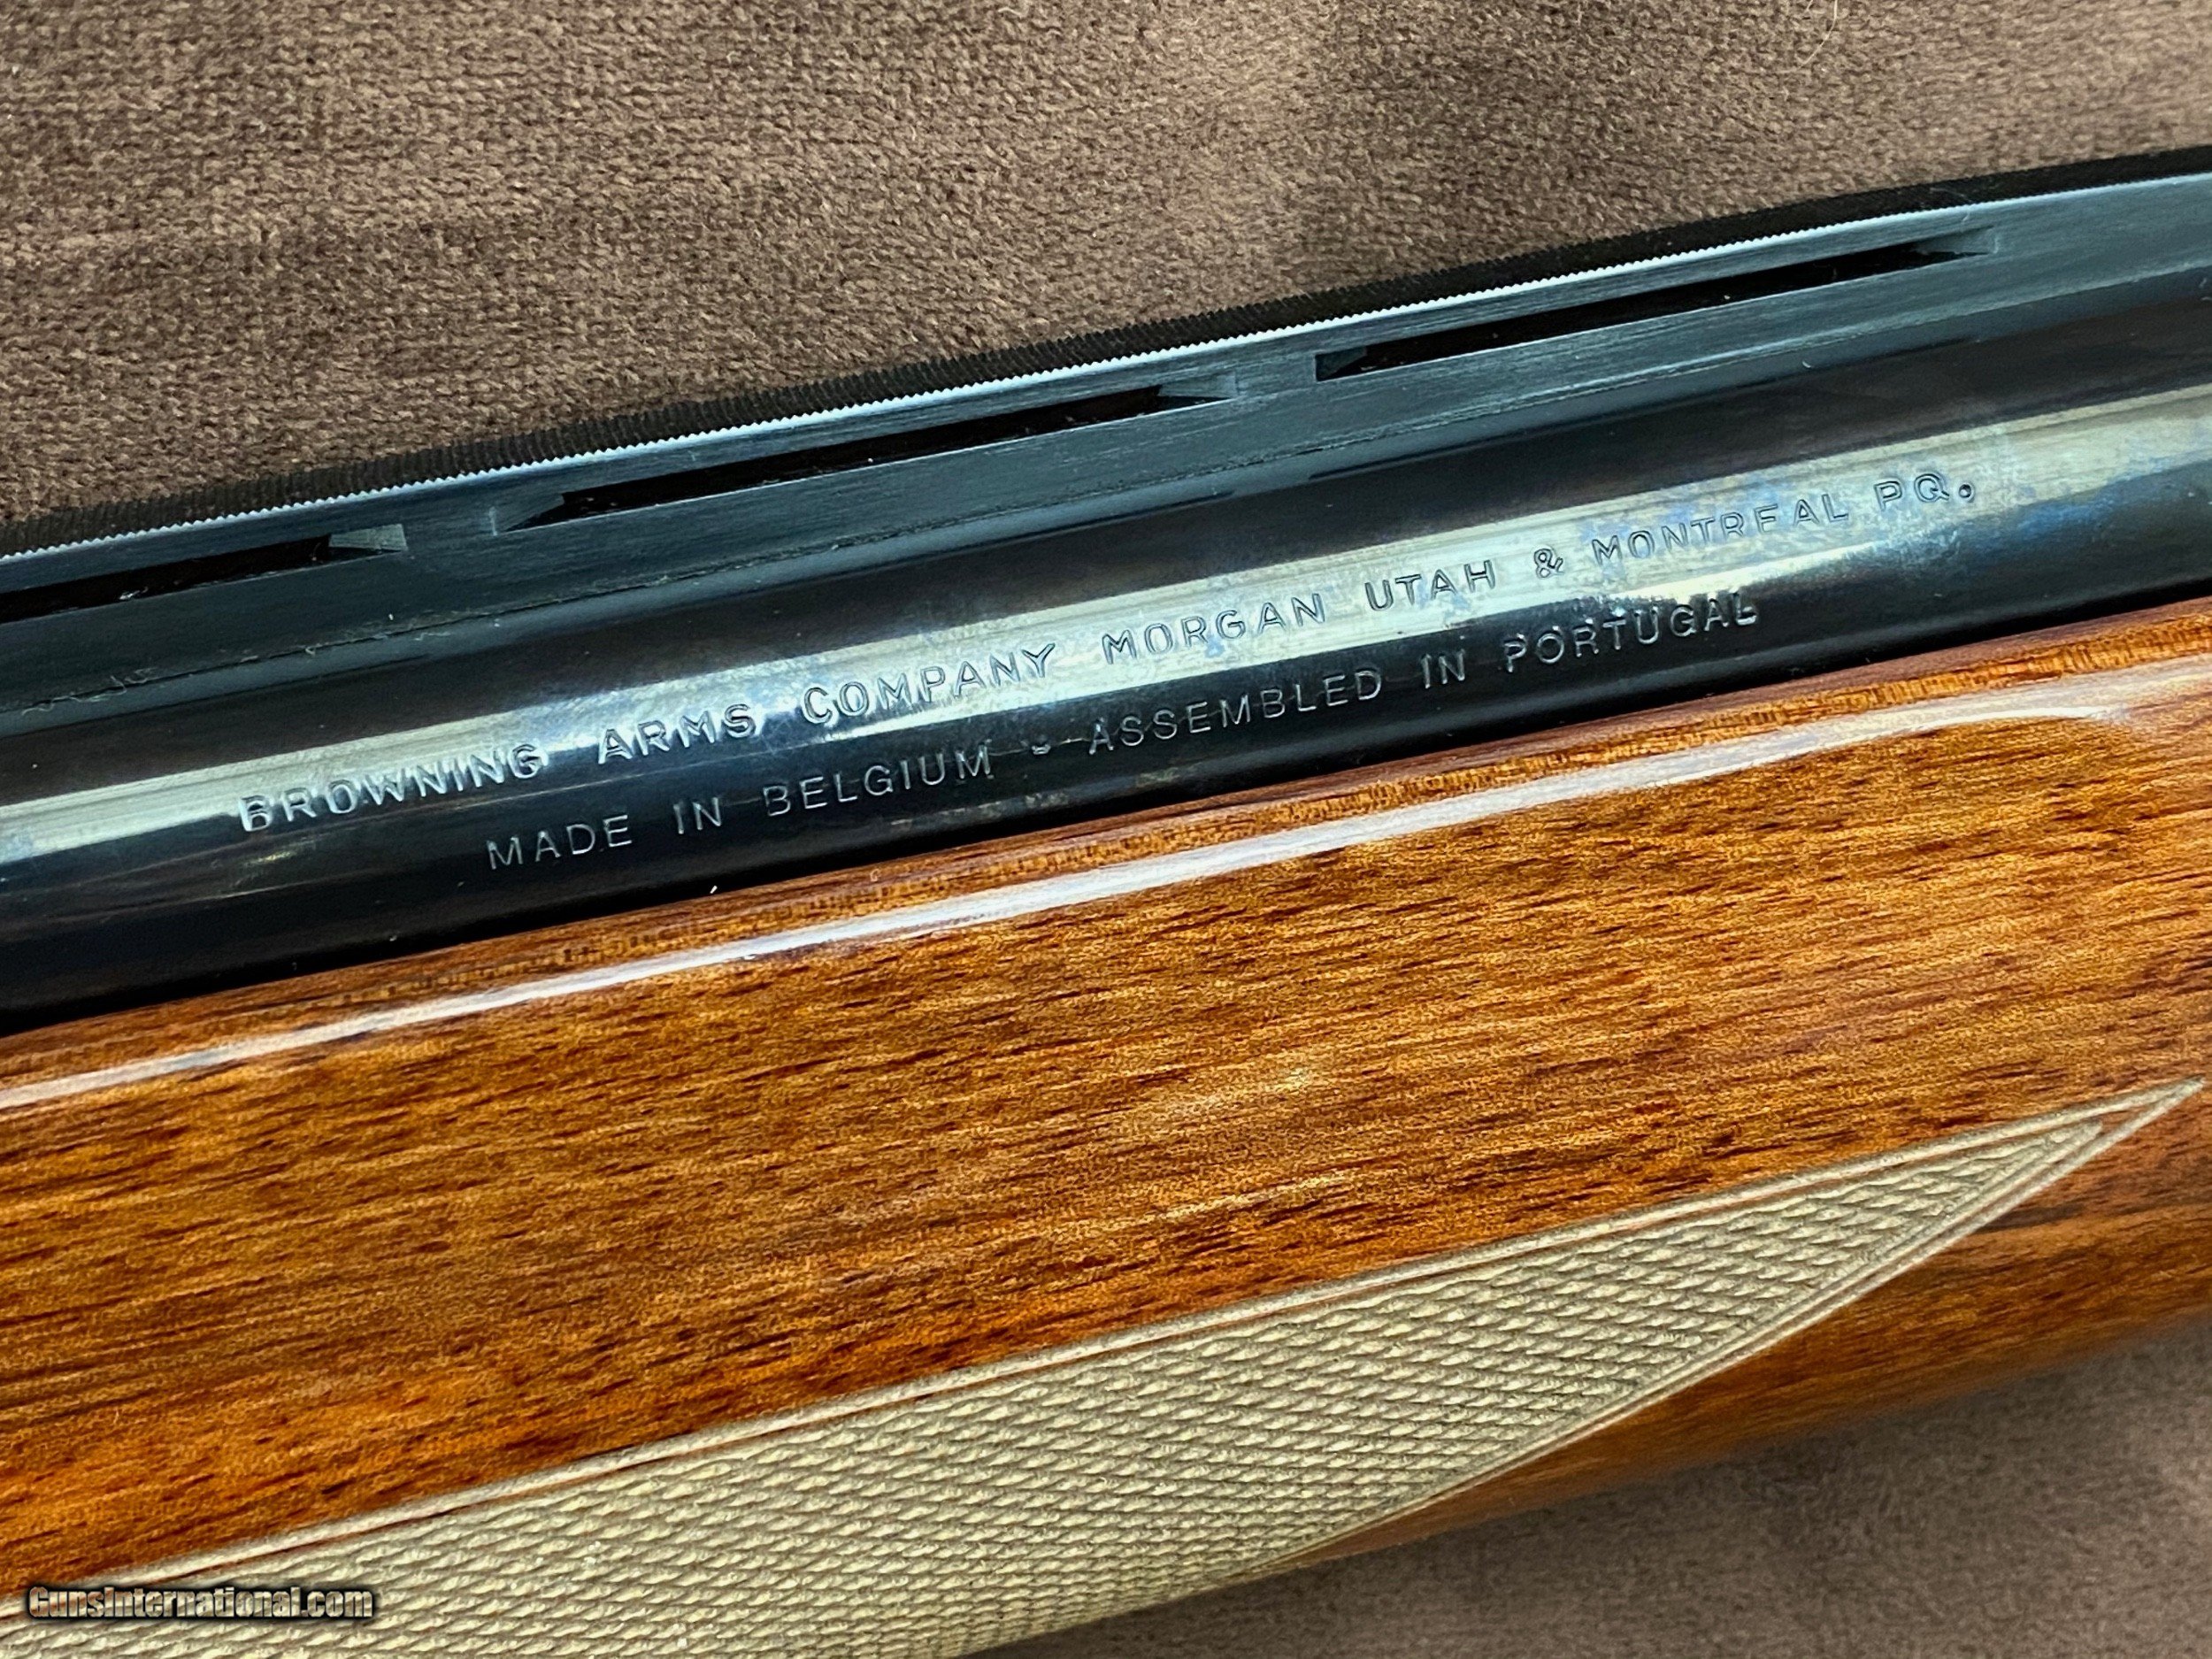 BROWNING ARMS COMPANY MORGAN UTAH & MONTREAL PQ.
MADE IN BELGIUM - ASSEMBLED IN PORTUGAL
GunsInternational.com